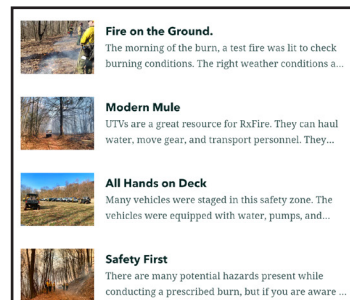 Fire on the Ground.
The morning of the burn, a test fire was lit to check
burning conditions. The right weather conditions a...
Modern Mule
UTVs are a great resource for RxFire. They can haul
water, move gear, and transport personnel. They...
All Hands on Deck
Many vehicles were staged in this safety zone. The
vehicles were equipped with water, pumps, and...
Safety First
There are many potential hazards present while
conducting a prescribed burn, but if you are aware ...